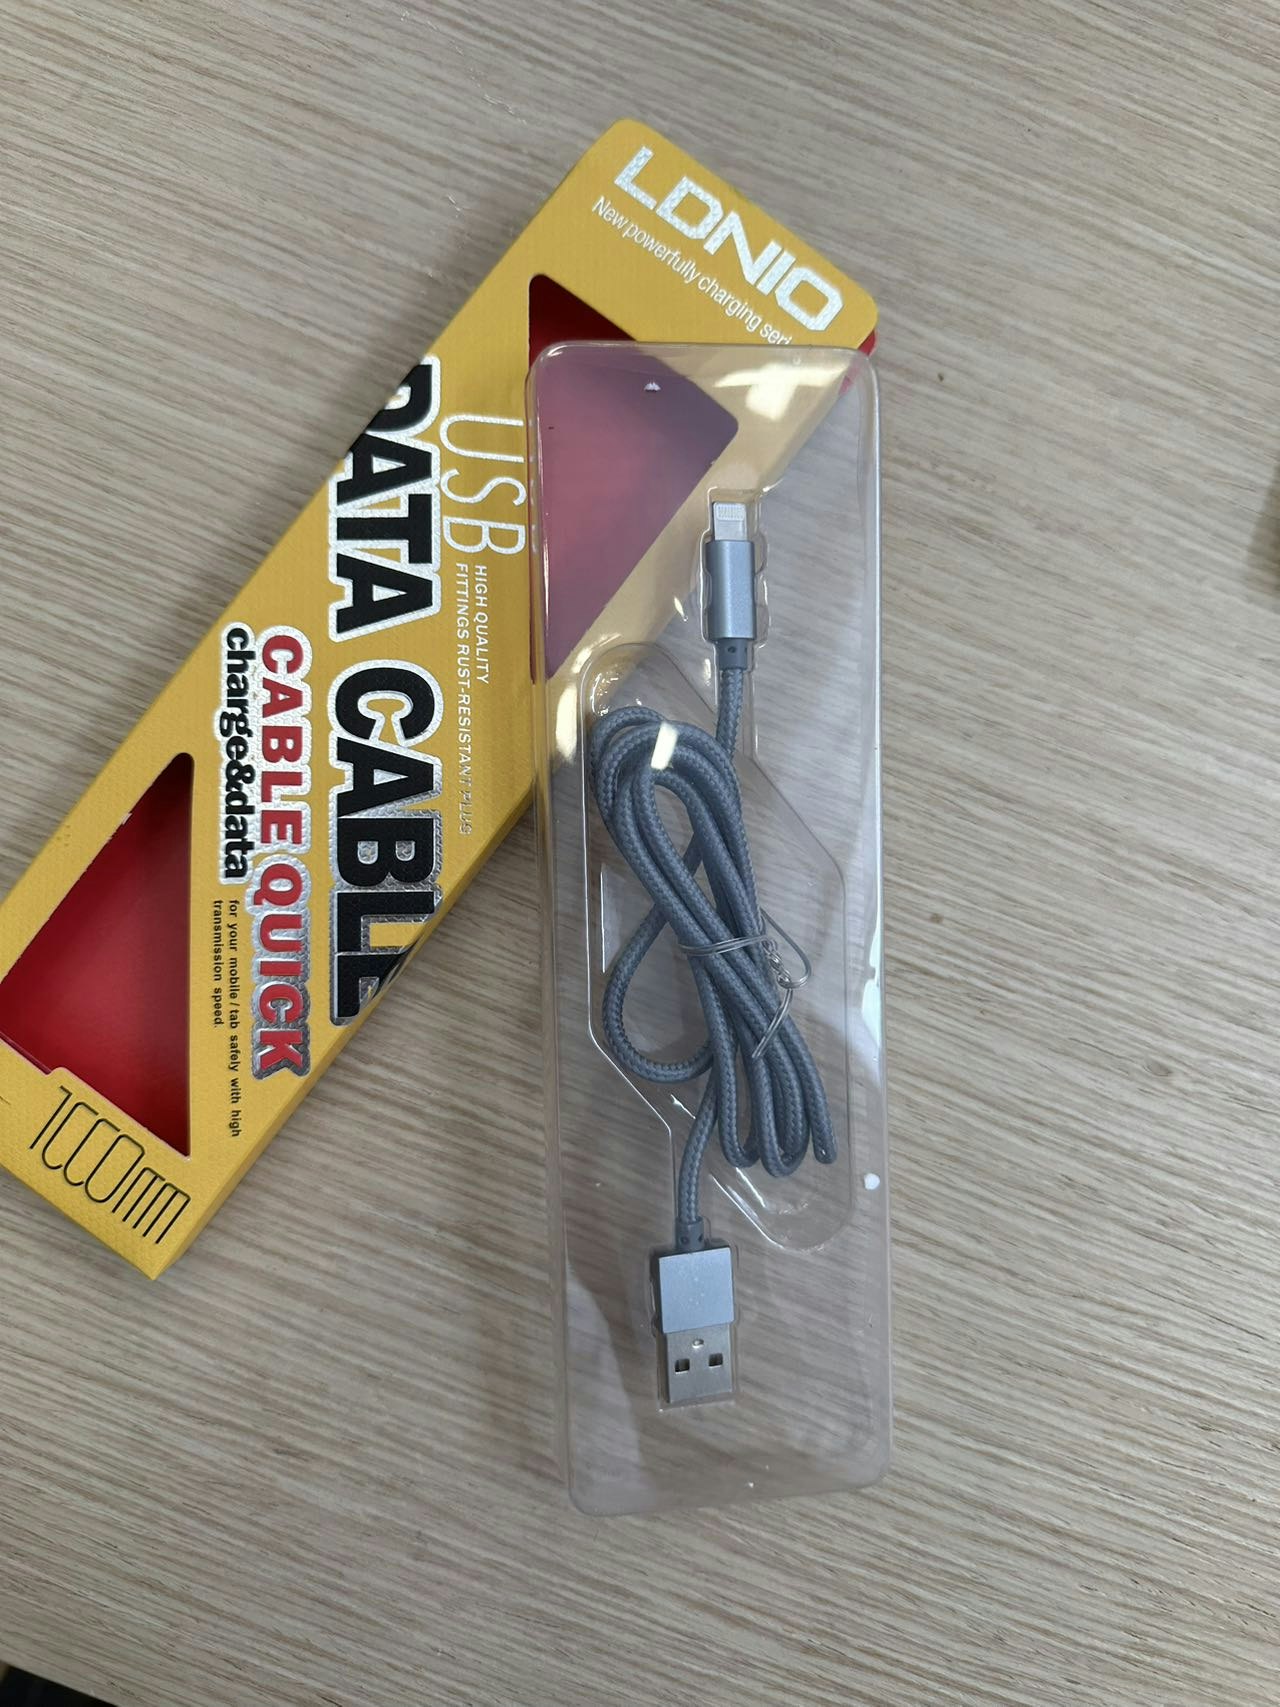 LDNIO
New powerfully charging seri
USB
DATA CABLE
HIGH QUALITY
FITTINGS RUST-RESISTANT PLUG
CABLE QUICK
charge&data
for your mobile / tab safely with high
transmission speed.
1000mm